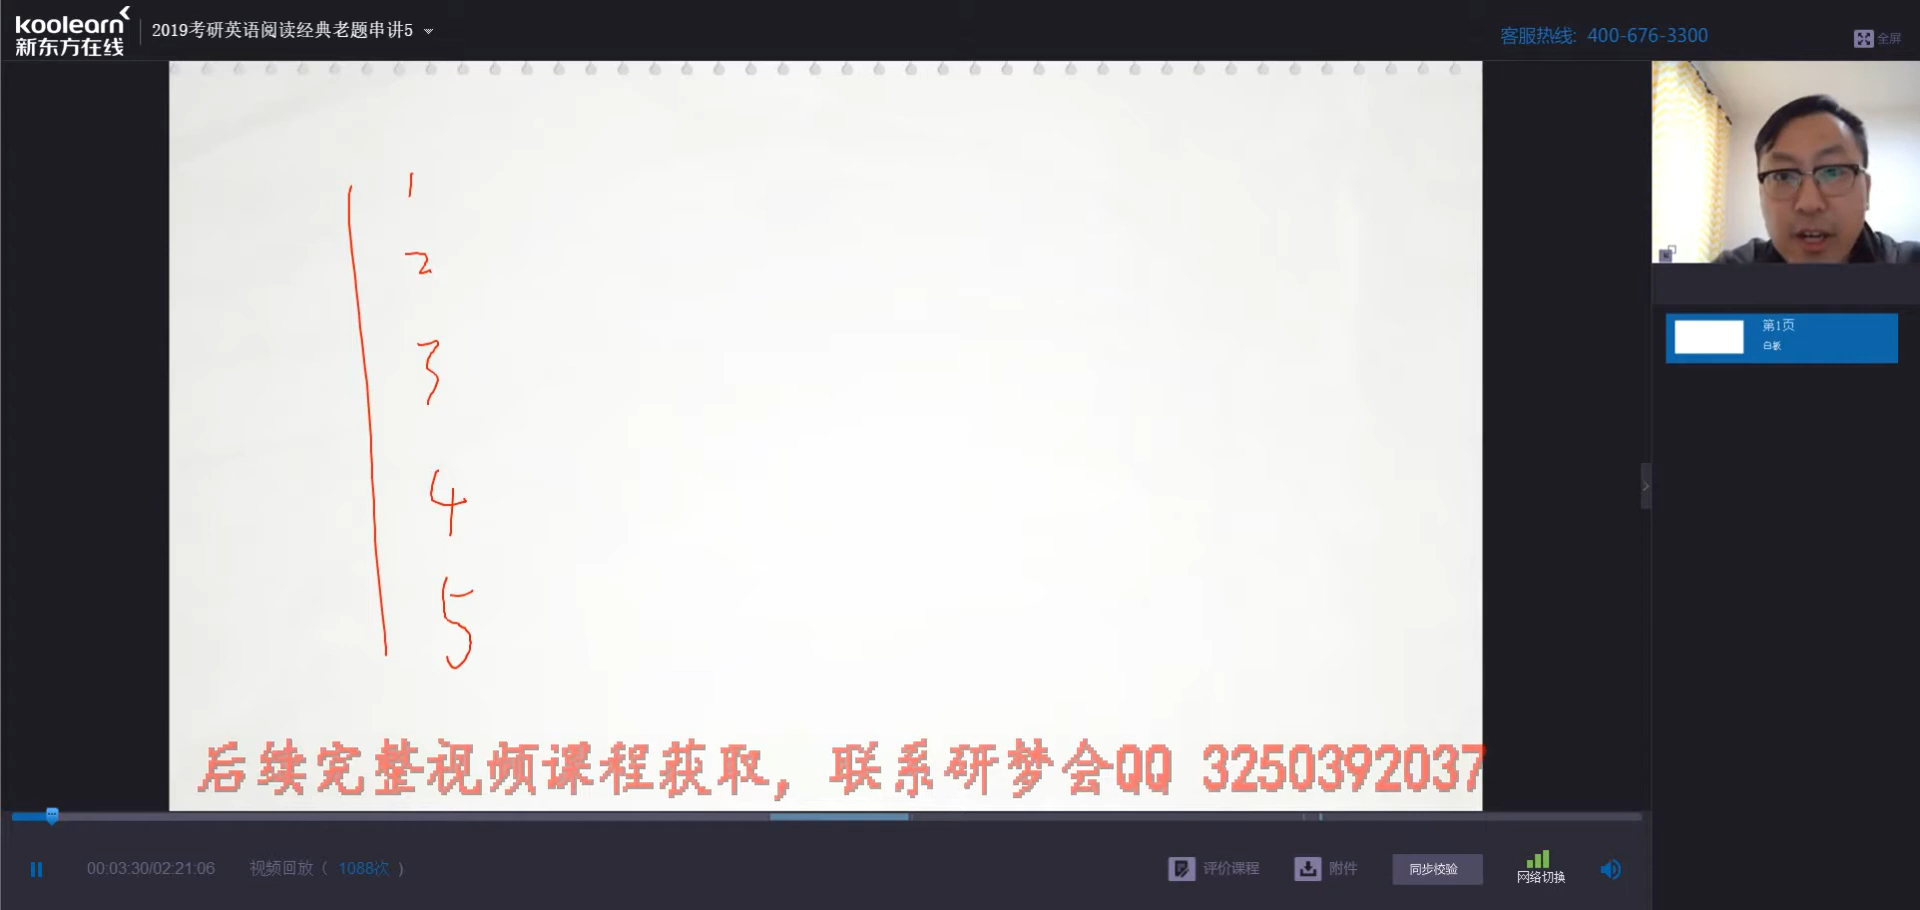 koolearn
新东方在线
2019考研英语阅读经典老题串讲5
客服热线: 400-676-3300
全屏
1
2
3
4
5
第1页
白板
后续完整视频课程获取，联系研梦会QQ 3250392037
00:03:30/02:21:06
视频回放（ 1088次 ）
评价课程
附件
同步校验
网络切换